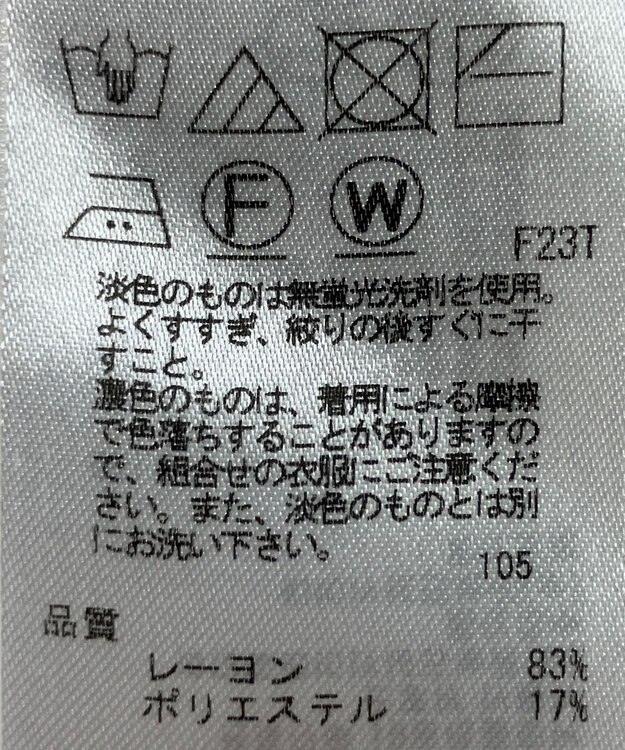 F
W
F23T
淡色のものは無蛍光洗剤を使用。
よくすすぎ、絞りの後すぐに干
すこと。
濃色のものは、着用による摩擦
で色落ちすることがありますの
で、組合せの衣服にご注意くだ
さい。また、淡色のものとは別
にお洗い下さい。
105
品質
レーヨン 83%
ポリエステル 17%